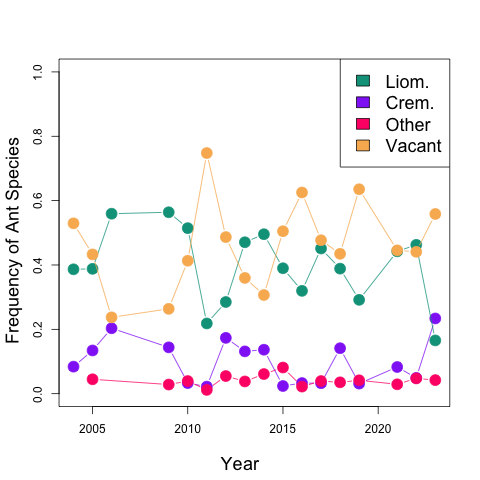 Liom.
Crem.
Other
Vacant
Frequency of Ant Species
1.0
0.8
0.6
0.4
0.2
0.0
2005 2010 2015 2020
Year